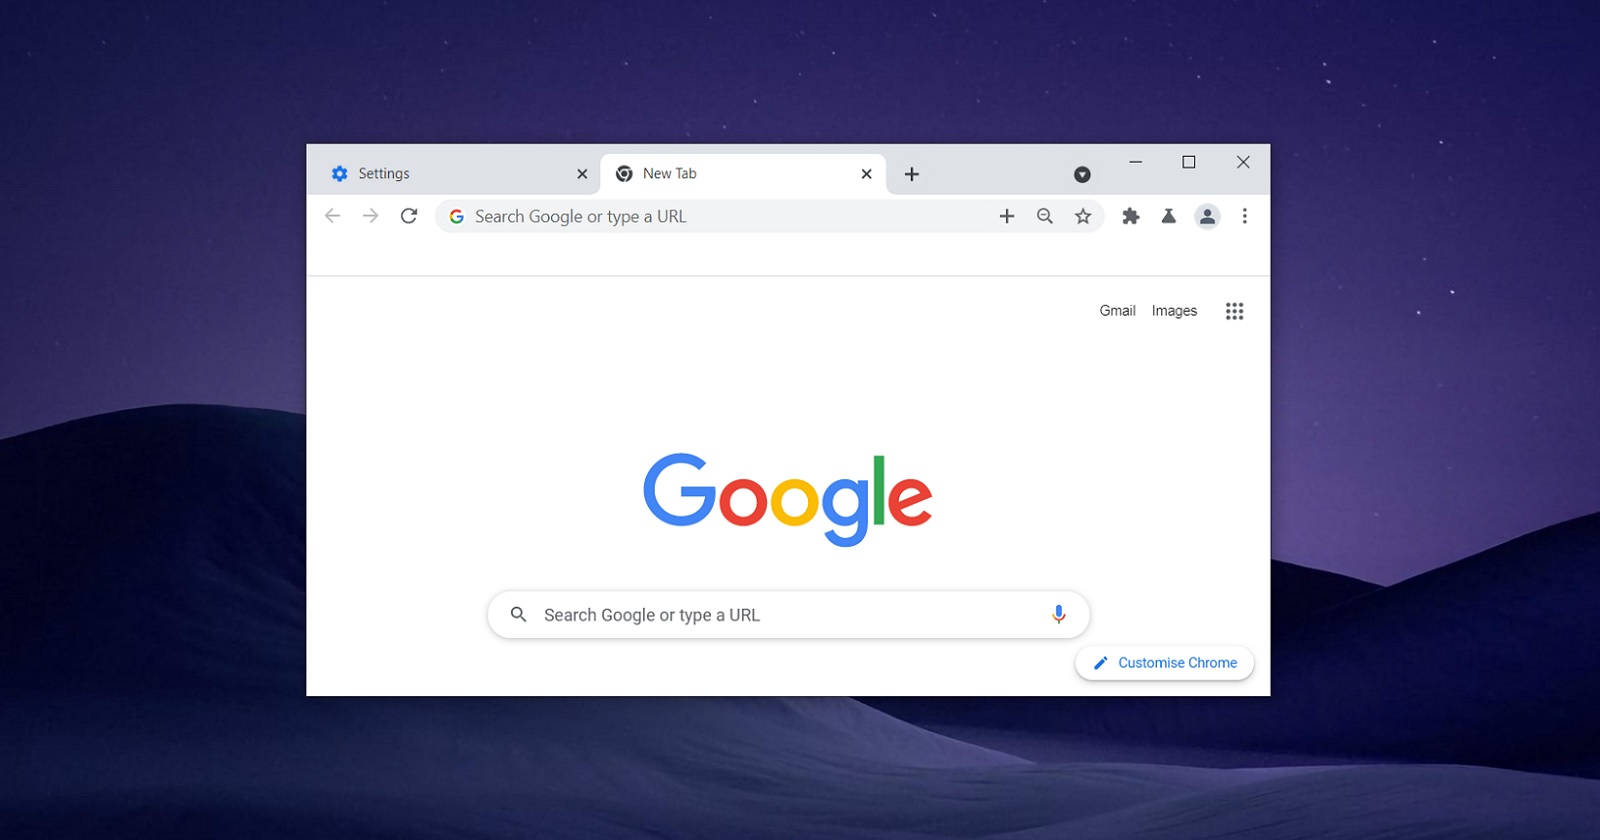 Settings
New Tab
Search Google or type a URL
Gmail Images
Google
Search Google or type a URL
Customise Chrome